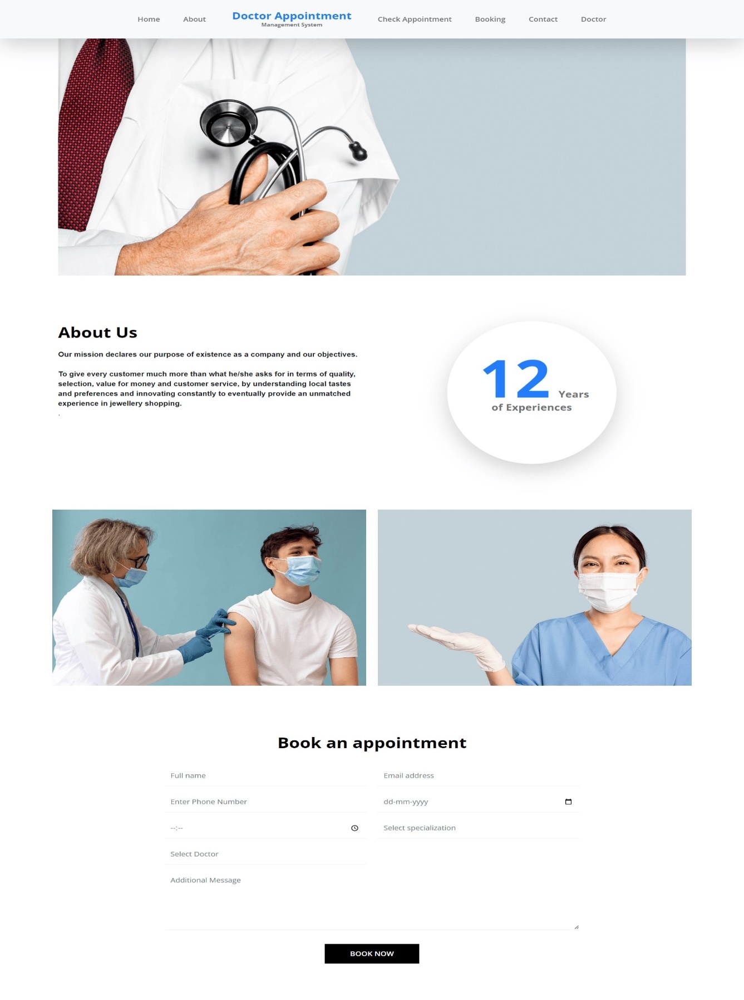 Home
About
Doctor Appointment
Management System
Check Appointment
Booking
Contact
Doctor
About Us
Our mission declares our purpose of existence as a company and our objectives.
To give every customer much more than what he/she asks for in terms of quality,
selection, value for money and customer service, by understanding local tastes
and preferences and innovating constantly to eventually provide an unmatched
experience in jewellery shopping.
.
12 Years
of Experiences
Book an appointment
Full name
Email address
Enter Phone Number
dd-mm-yyyy
--:--
Select specialization
Select Doctor
Additional Message
BOOK NOW